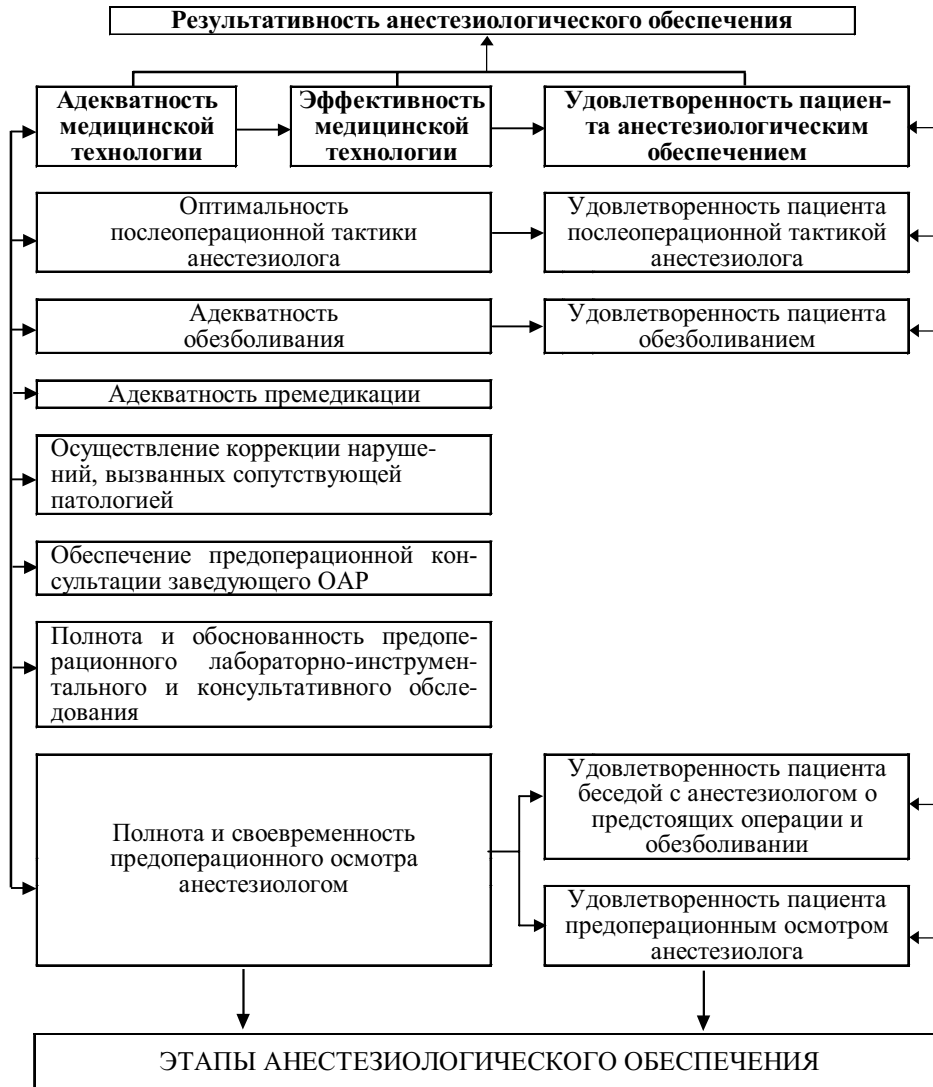 Результативность анестезиологического обеспечения
Адекватность
медицинской
технологии
Эффективность
медицинской
технологии
Удовлетворенность пациен-
та анестезиологическим
обеспечением
Оптимальность
послеоперационной тактики
анестезиолога
Удовлетворенность пациента
послеоперационной тактикой
анестезиолога
Адекватность
обезболивания
Удовлетворенность пациента
обезболиванием
Адекватность премедикации
Осуществление коррекции наруше-
ний, вызванных сопутствующей
патологией
Обеспечение предоперационной кон-
сультации заведующего ОАР
Полнота и обоснованность предопе-
рационного лабораторно-инструмен-
тального и консультативного обсле-
дования
Полнота и своевременность
предоперационного осмотра
анестезиологом
Удовлетворенность пациента
беседой с анестезиологом о
предстоящих операции и
обезболивании
Удовлетворенность пациента
предоперационным осмотром
анестезиолога
ЭТАПЫ АНЕСТЕЗИОЛОГИЧЕСКОГО ОБЕСПЕЧЕНИЯ